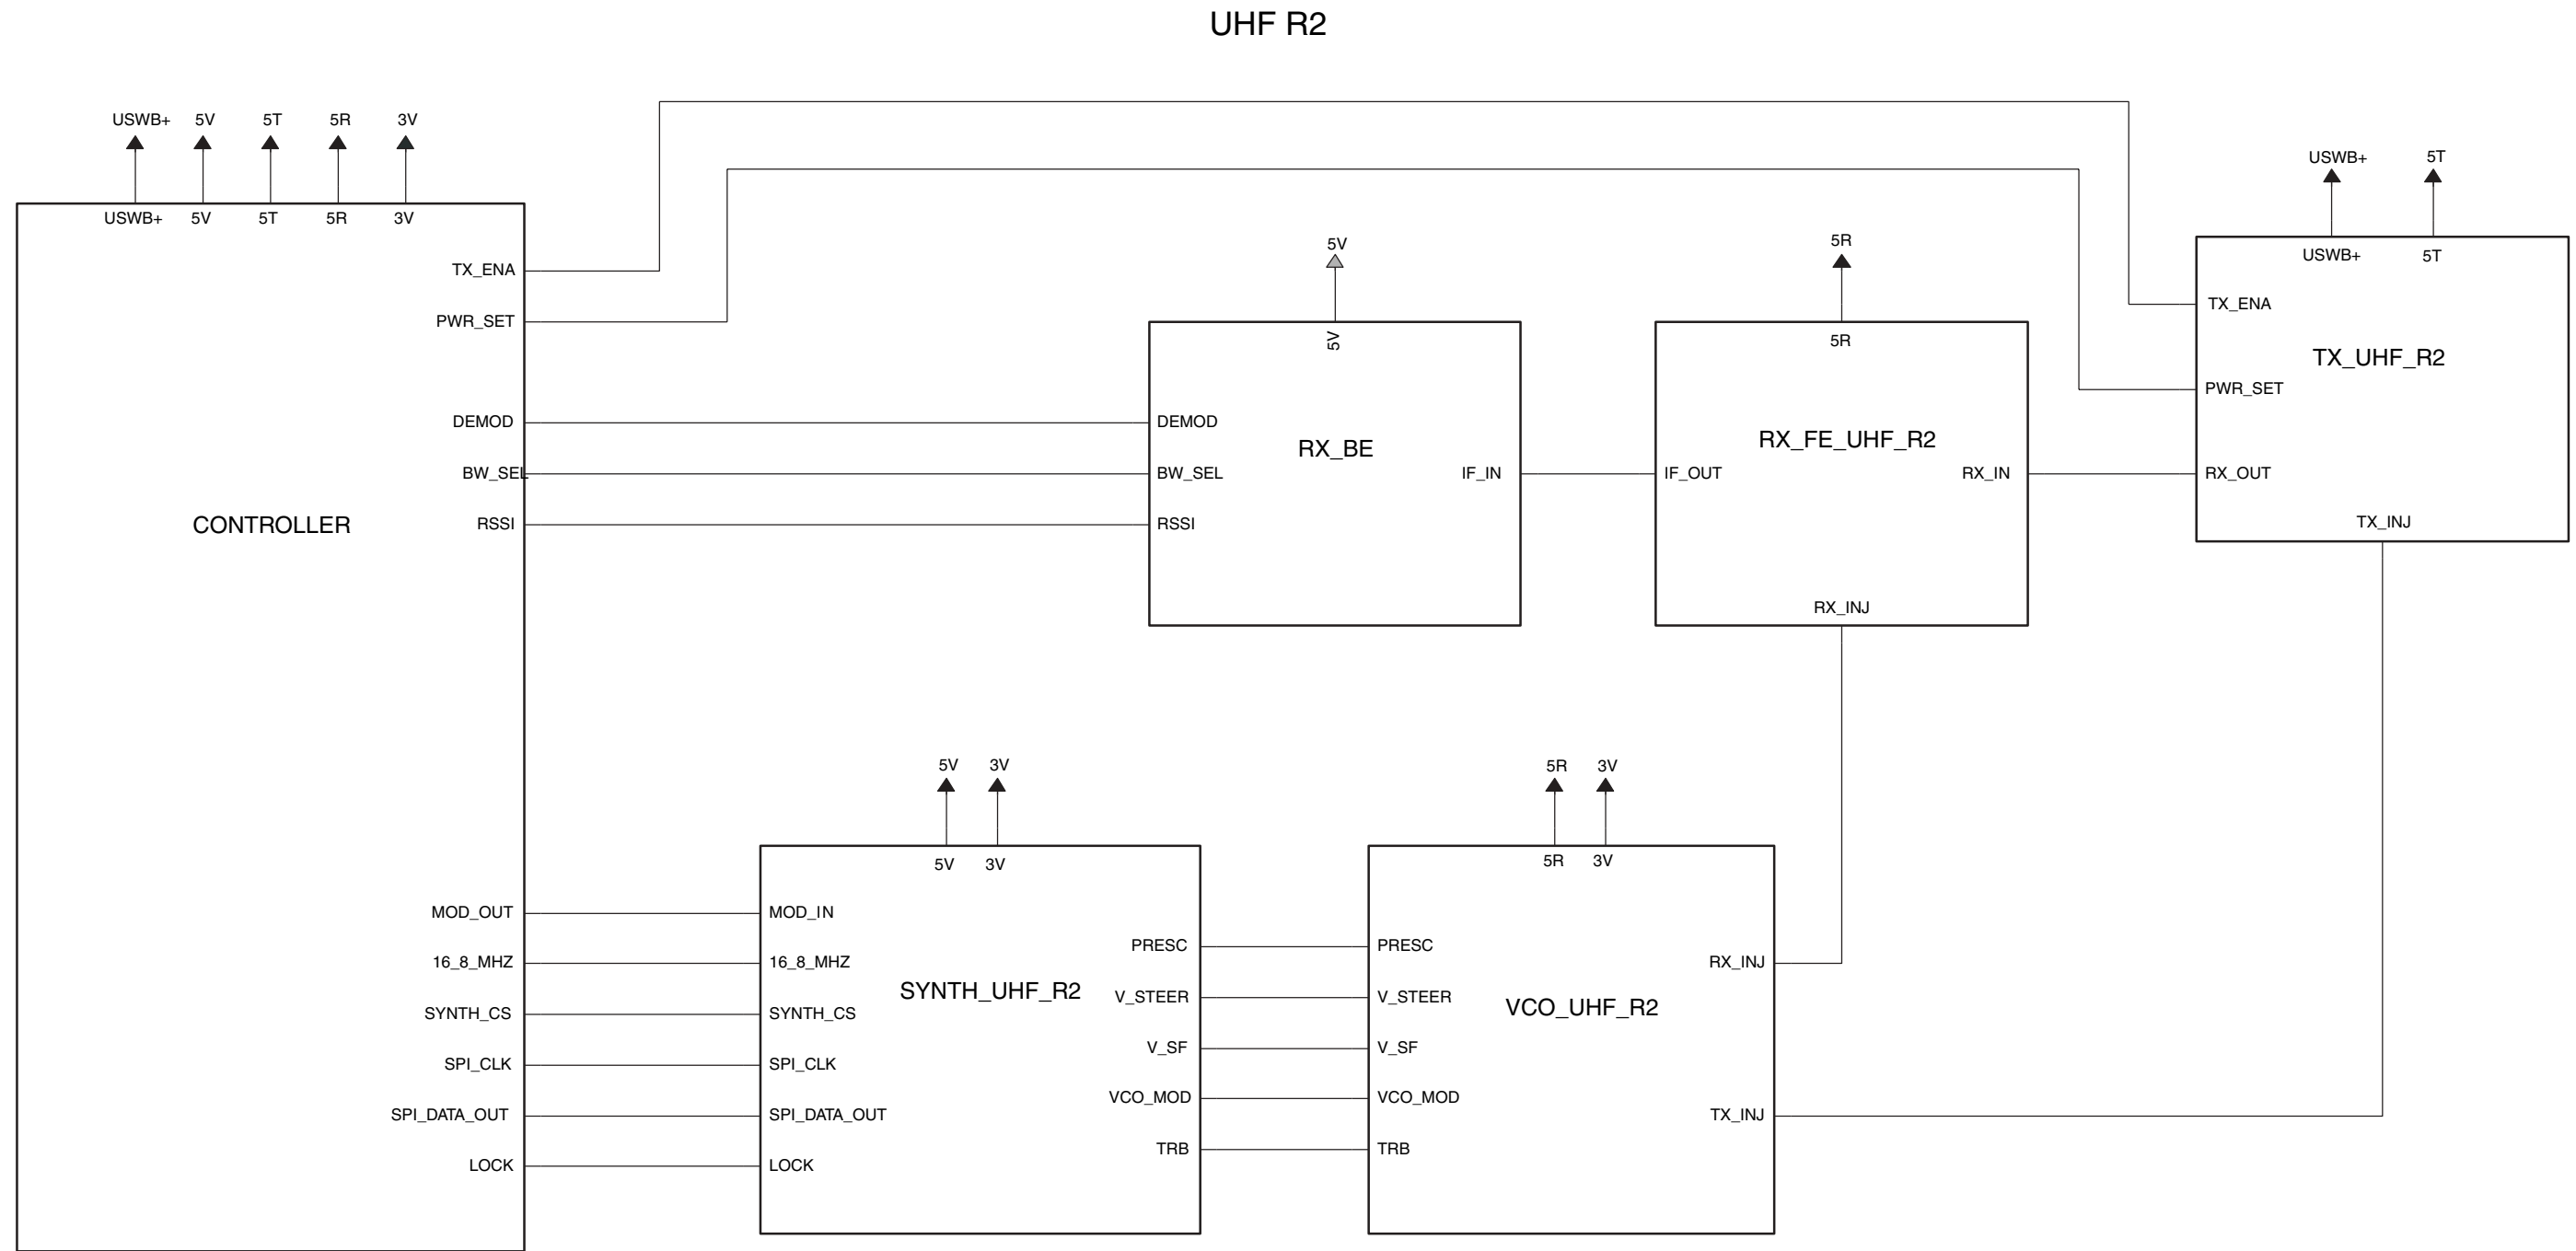 UHF R2
USWB+ 5V 5T 5R 3V
USWB+ 5V 5T 5R 3V
TX_ENA
PWR_SET
DEMOD
BW_SEL
RSSI
CONTROLLER
MOD_OUT
16_8_MHZ
SYNTH_CS
SPI_CLK
SPI_DATA_OUT
LOCK
5V
5V
DEMOD
BW_SEL
RSSI
RX_BE
IF_IN
5R
5R
RX_FE_UHF_R2
IF_OUT
RX_IN
RX_INJ
USWB+ 5T
USWB+ 5T
TX_ENA
TX_UHF_R2
PWR_SET
RX_OUT
TX_INJ
5V 3V
5V 3V
MOD_IN
16_8_MHZ
SYNTH_CS
SPI_CLK
SPI_DATA_OUT
LOCK
SYNTH_UHF_R2
PRESC
V_STEER
V_SF
VCO_MOD
TRB
5R 3V
5R 3V
PRESC
V_STEER
V_SF
VCO_MOD
TRB
VCO_UHF_R2
RX_INJ
TX_INJ